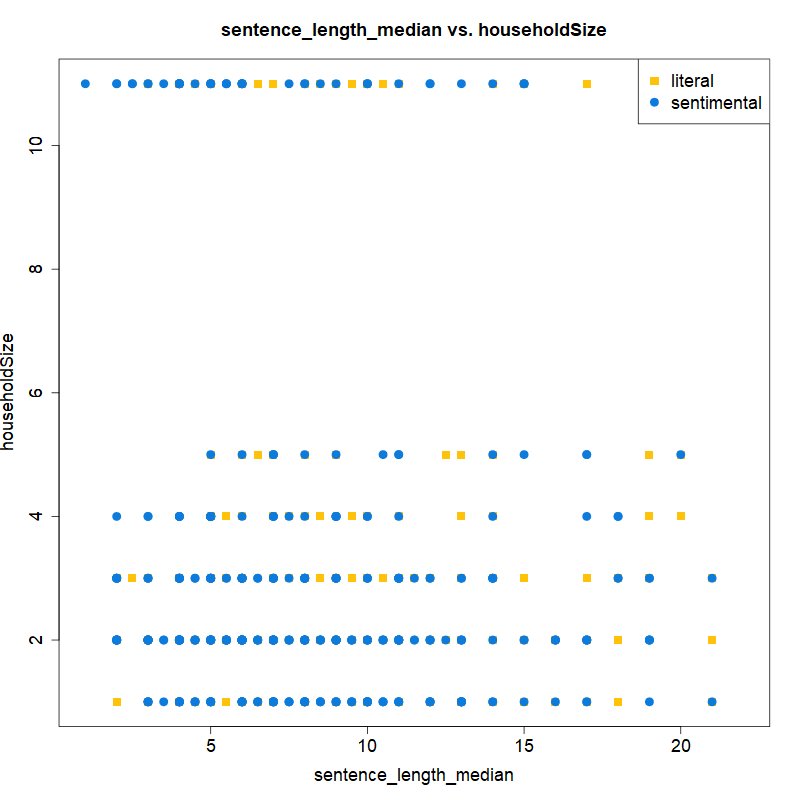 sentence_length_median vs. householdSize
literal
sentimental
householdSize
10
8
6
4
2
5
10
15
20
sentence_length_median